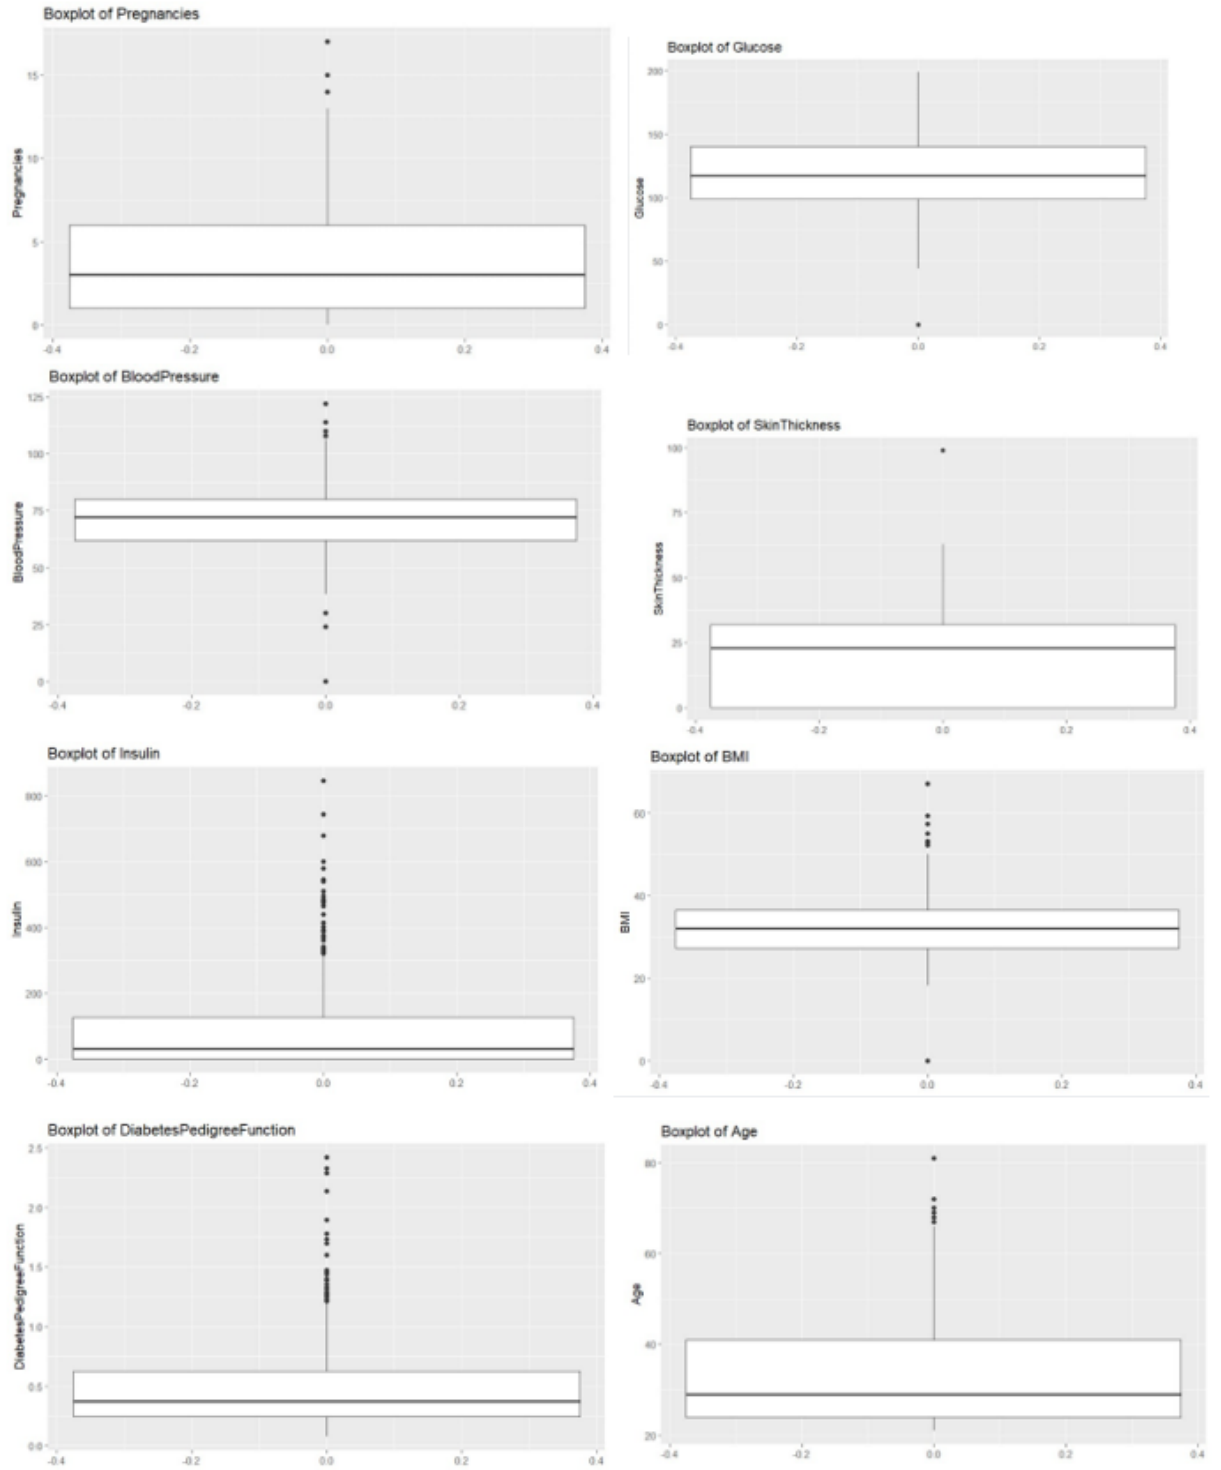 Boxplot of Pregnancies
15
10
5
0
Pregnancies
-0.4 -0.2 0.0 0.2 0.4
Boxplot of Glucose
200
150
100
50
0
Glucose
-0.4 -0.2 0.0 0.2 0.4
Boxplot of BloodPressure
125
100
75
50
25
0
BloodPressure
-0.4 -0.2 0.0 0.2 0.4
Boxplot of SkinThickness
100
75
50
25
0
SkinThickness
-0.4 -0.2 0.0 0.2 0.4
Boxplot of Insulin
800
600
400
200
0
Insulin
-0.4 -0.2 0.0 0.2 0.4
Boxplot of BMI
60
40
20
0
BMI
-0.4 -0.2 0.0 0.2 0.4
Boxplot of DiabetesPedigreeFunction
2.5
2.0
1.5
1.0
0.5
0.0
DiabetesPedigreeFunction
-0.4 -0.2 0.0 0.2 0.4
Boxplot of Age
80
60
40
20
Age
-0.4 -0.2 0.0 0.2 0.4